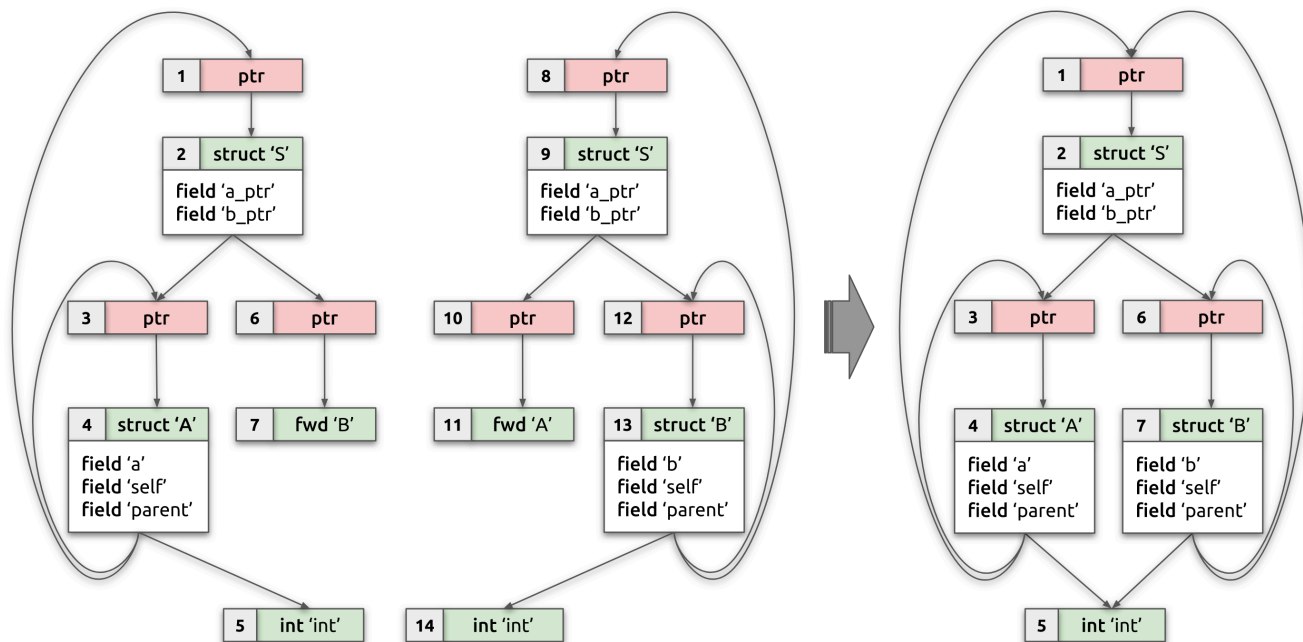 1 ptr
2 struct ‘S’
field ‘a_ptr’
field ‘b_ptr’
3 ptr
6 ptr
4 struct ‘A’
field ‘a’
field ‘self’
field ‘parent’
7 fwd ‘B’
5 int ‘int’
8 ptr
9 struct ‘S’
field ‘a_ptr’
field ‘b_ptr’
10 ptr
12 ptr
11 fwd ‘A’
13 struct ‘B’
field ‘b’
field ‘self’
field ‘parent’
14 int ‘int’
1 ptr
2 struct ‘S’
field ‘a_ptr’
field ‘b_ptr’
3 ptr
6 ptr
4 struct ‘A’
field ‘a’
field ‘self’
field ‘parent’
7 struct ‘B’
field ‘b’
field ‘self’
field ‘parent’
5 int ‘int’